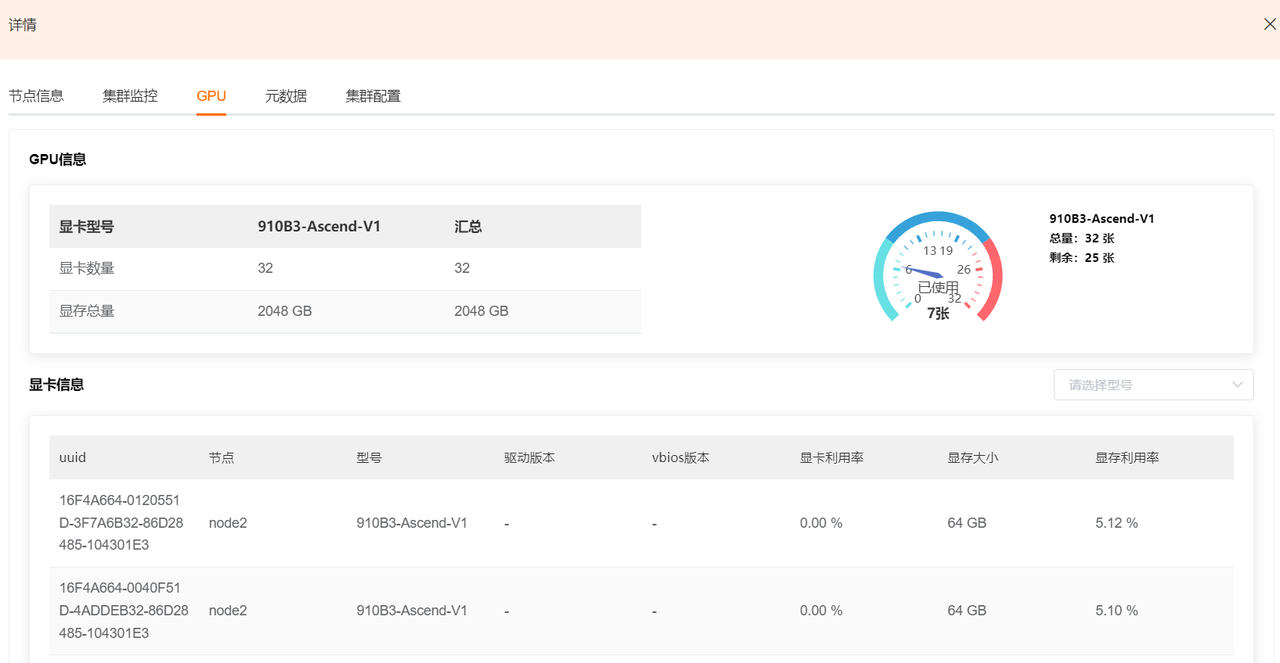 详情
节点信息 集群监控 GPU 元数据 集群配置
GPU信息
显卡型号 910B3-Ascend-V1 汇总
显卡数量 32 32
显存总量 2048 GB 2048 GB
13 19
6 26
已使用
0 32
7张
910B3-Ascend-V1
总量：32 张
剩余：25 张
显卡信息 请选择型号
uuid 节点 型号 驱动版本 vbios版本 显卡利用率 显存大小 显存利用率
16F4A664-0120551
D-3F7A6B32-86D28 node2 910B3-Ascend-V1 - - 0.00 % 64 GB 5.12 %
485-104301E3
16F4A664-0040F51
D-4ADDEB32-86D28 node2 910B3-Ascend-V1 - - 0.00 % 64 GB 5.10 %
485-104301E3